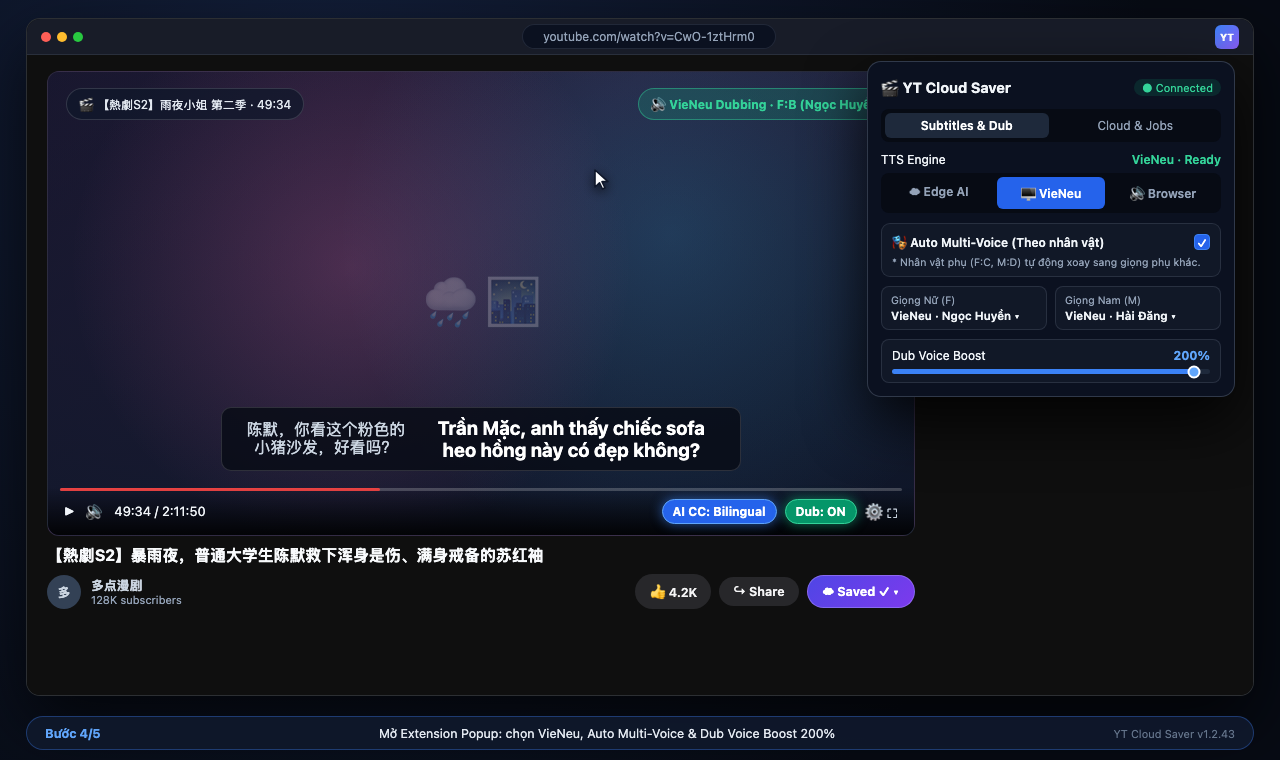 youtube.com/watch?v=CwO-1ztHrm0
YT
【熱劇S2】雨夜小姐 第二季 · 49:34
VieNeu Dubbing · F:B (Ngọc Huyề
YT Cloud Saver
Connected
Subtitles & Dub
Cloud & Jobs
TTS Engine
VieNeu · Ready
Edge AI
VieNeu
Browser
Auto Multi-Voice (Theo nhân vật)
* Nhân vật phụ (F:C, M:D) tự động xoay sang giọng phụ khác.
Giọng Nữ (F)
VieNeu · Ngọc Huyền
Giọng Nam (M)
VieNeu · Hải Đăng
Dub Voice Boost
200%
陈默，你看这个粉色的
小猪沙发，好看吗？
Trần Mặc, anh thấy chiếc sofa
heo hồng này có đẹp không?
49:34 / 2:11:50
AI CC: Bilingual
Dub: ON
【熱劇S2】暴雨夜，普通大学生陈默救下浑身是伤、满身戒备的苏红袖
多
多点漫剧
128K subscribers
4.2K
Share
Saved ✓
Bước 4/5
Mở Extension Popup: chọn VieNeu, Auto Multi-Voice & Dub Voice Boost 200%
YT Cloud Saver v1.2.43